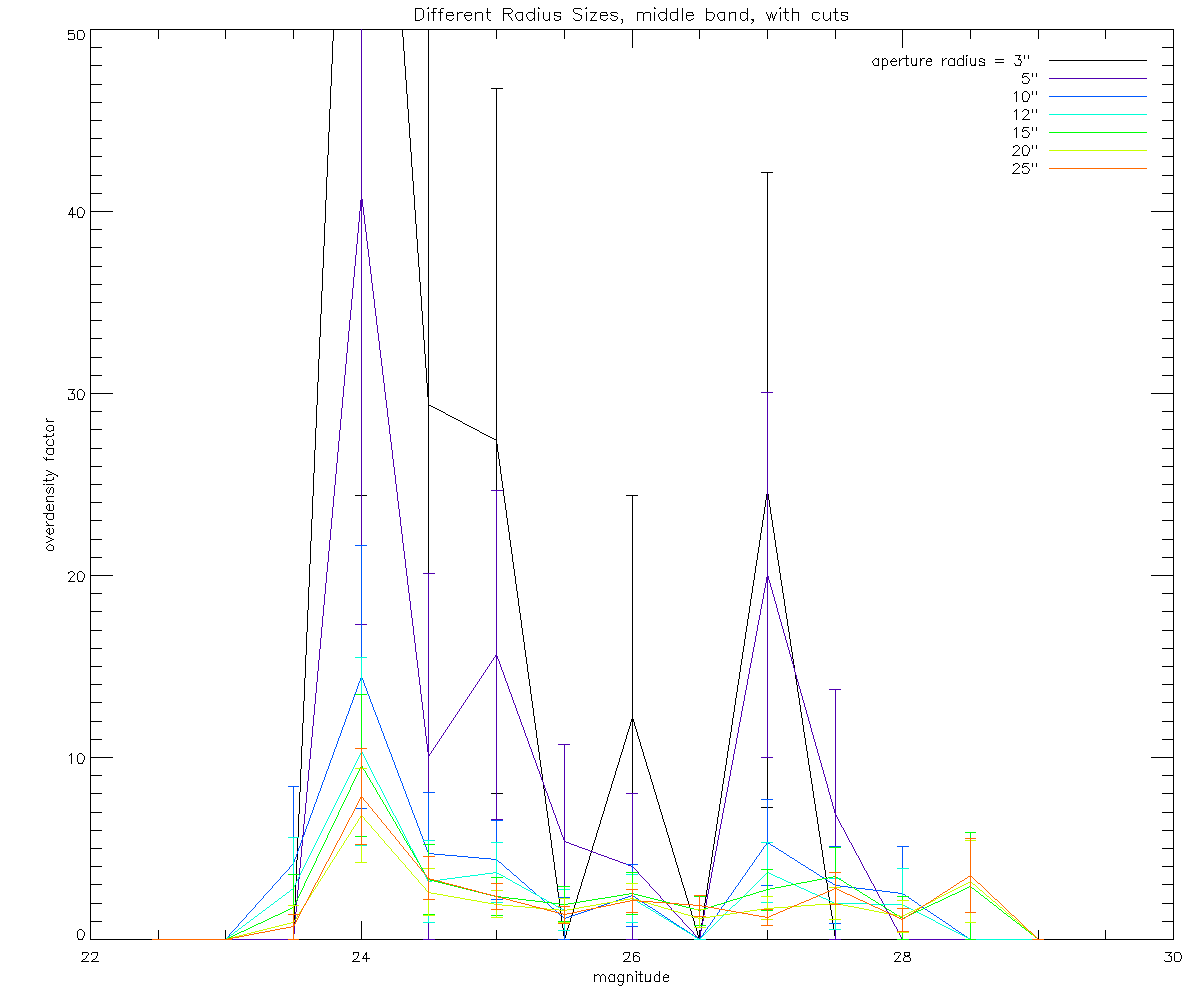 Different Radius Sizes, middle band, with cuts
aperture radius = 3"
5"
10"
12"
15"
20"
25"
50
40
30
20
10
0
overdensity factor
22 24 26 28 30
magnitude